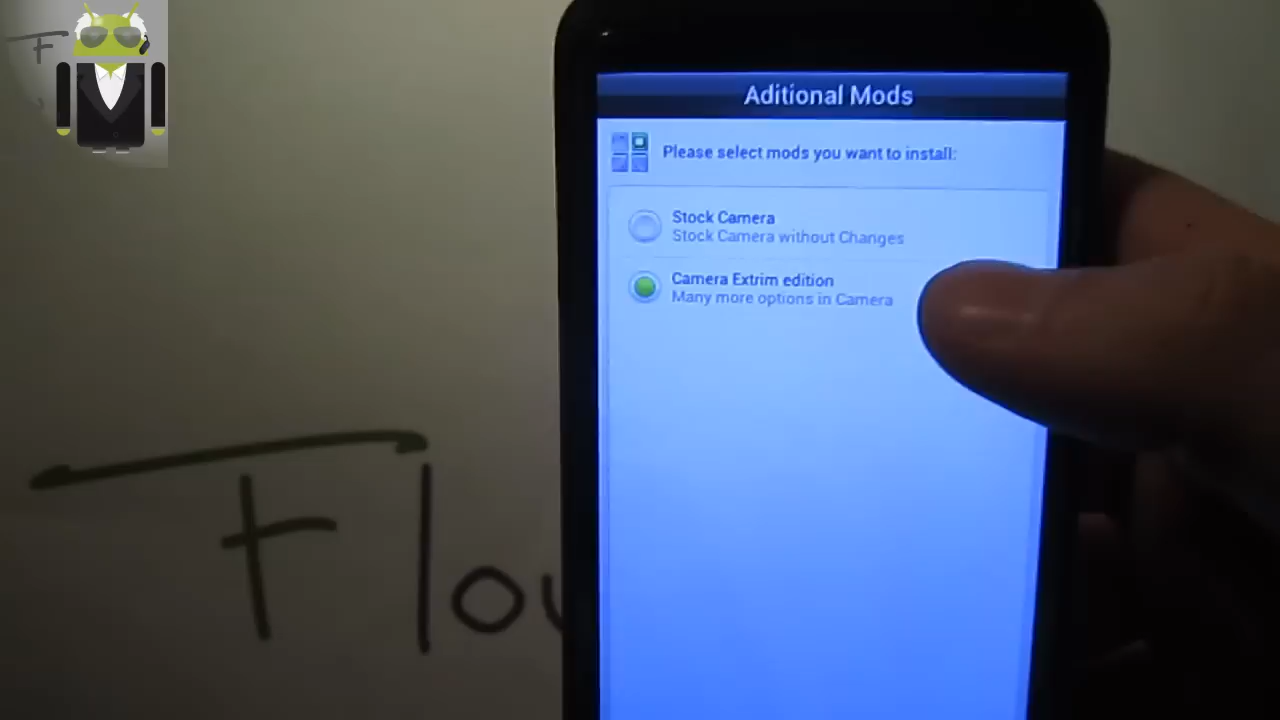 Aditional Mods
Please select mods you want to install:
Stock Camera
Stock Camera without Changes
Camera Extrim edition
Many more options in Camera
F
Flou